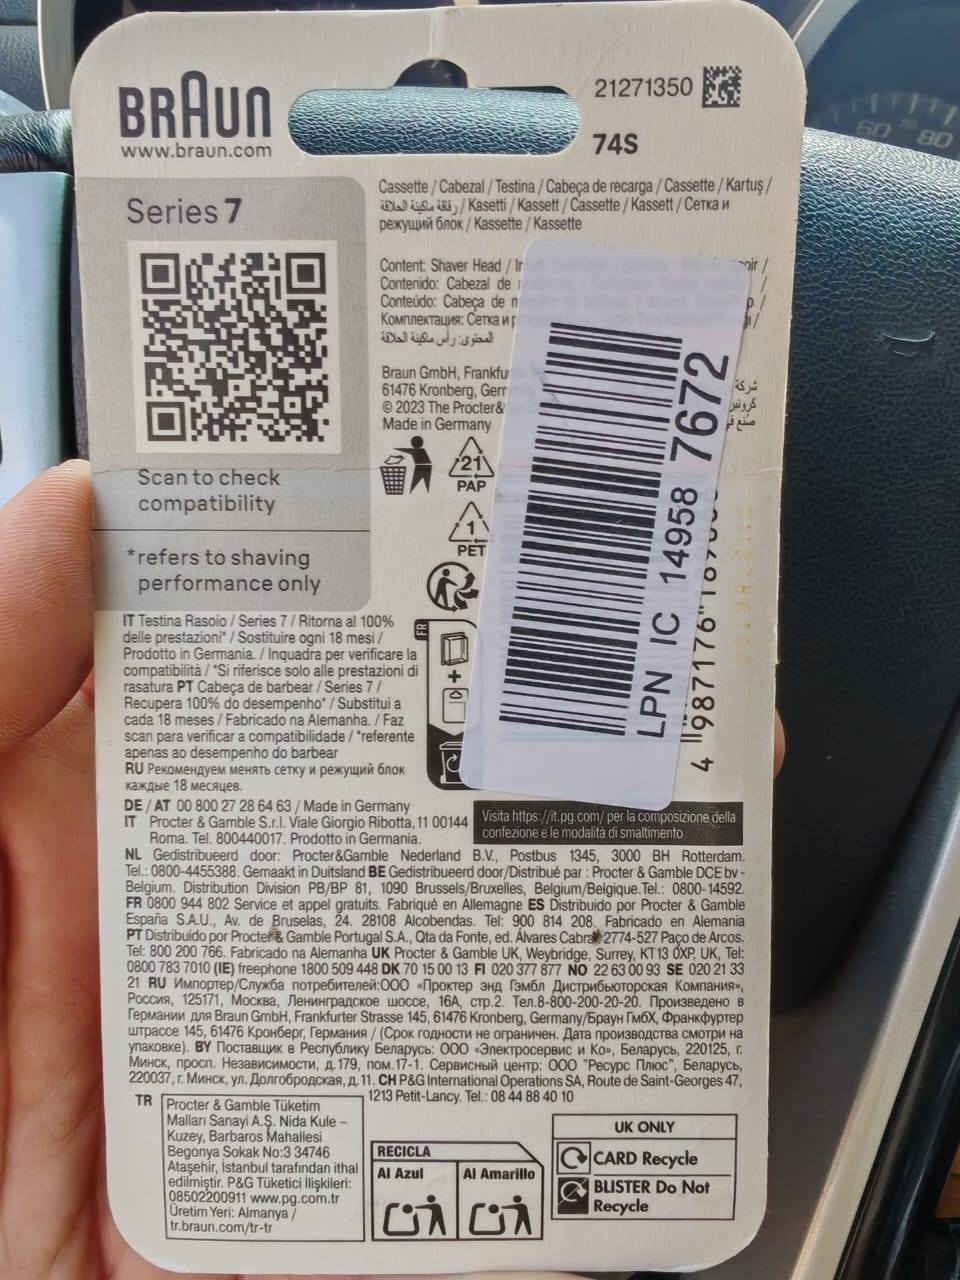 BRAUN
www.braun.com
21271350
74S
Series 7
Scan to check
compatibility
*refers to shaving
performance only
Cassette / Cabezal / Testina / Cabeça de recarga / Cassette / Kartuş /
رفاقة ماكينة الحلاقة / Kasetti / Kassett / Cassette / Kassett / Сетка и
режущий блок / Kassette / Kassette
Content: Shaver Head /
Contenido: Cabezal de
Conteúdo: Cabeça de
Комплектация: Сетка и
المحتوى: رأس ماكينة الحلاقة
Braun GmbH,
61476 Kronberg,
© 2023 The Procter&
Made in Germany
شركة
21
PAP
1
PET
FR
LPN IC 14958 7672
4 987176
IT Testina Rasoio / Series 7 / Ritorna al 100%
delle prestazioni* / Sostituire ogni 18 mesi /
Prodotto in Germania. / Inquadra per verificare la
compatibilità / *Si riferisce solo alle prestazioni di
rasatura PT Cabeça de barbear / Series 7 /
Recupera 100% do desempenho* / Substitui a
cada 18 meses / Fabricado na Alemanha. / Faz
scan para verificar a compatibilidade / *referente
apenas ao desempenho do barbear
RU Рекомендуем менять сетку и режущий блок
каждые 18 месяцев.
DE / AT 00 800 27 28 64 63 / Made in Germany
IT Procter & Gamble S.r.l. Viale Giorgio Ribotta, 11 00144
Roma. Tel. 800440017. Prodotto in Germania.
Visita https://it.pg.com/ per la composizione della
confezione e le modalità di smaltimento
NL Gedistribueerd door: Procter&Gamble Nederland B.V., Postbus 1345, 3000 BH Rotterdam.
Tel.: 0800-4455388. Gemaakt in Duitsland BE Gedistribueerd door/Distribué par : Procter & Gamble DCE bv -
Belgium. Distribution Division PB/BP 81, 1090 Brussels/Bruxelles, Belgium/Belgique.Tel.: 0800-14592.
FR 0800 944 802 Service et appel gratuits. Fabriqué en Allemagne ES Distribuido por Procter & Gamble
España S.A.U., Av. de Bruselas, 24. 28108 Alcobendas. Tel: 900 814 208. Fabricado en Alemania
PT Distribuido por Procter & Gamble Portugal S.A., Qta da Fonte, ed. Álvares Cabral 2774-527 Paço de Arcos.
Tel: 800 200 766. Fabricado na Alemanha UK Procter & Gamble UK, Weybridge, Surrey, KT13 0XP, UK, Tel:
0800 783 7010 (IE) freephone 1800 509 448 DK 70 15 00 13 FI 020 377 877 NO 22 63 00 93 SE 020 21 33
21 RU Импортер/Служба потребителей:ООО «Проктер энд Гэмбл Дистрибьюторская Компания»,
Россия, 125171, Москва, Ленинградское шоссе, 16А, стр.2. Тел.8-800-200-20-20. Произведено в
Германии для Braun GmbH, Frankfurter Strasse 145, 61476 Kronberg, Germany/Браун ГмбХ, Франкфуртер
штрассе 145, 61476 Кронберг, Германия / (Срок годности не ограничен. Дата производства смотри на
упаковке). BY Поставщик в Республику Беларусь: ООО «Электросервис и Ко», Беларусь, 220125, г.
Минск, просп. Независимости, д.179, пом.17-1. Сервисный центр: ООО "Ресурс Плюс", Беларусь,
220037, г. Минск, ул. Долгобродская, д.11. CH P&G International Operations SA, Route de Saint-Georges 47,
1213 Petit-Lancy. Tel.: 08 44 88 40 10
TR
Procter & Gamble Tüketim
Malları Sanayi A.Ş. Nida Kule –
Kuzey, Barbaros Mahallesi
Begonya Sokak No:3 34746
Ataşehir, İstanbul tarafından ithal
edilmiştir. P&G Tüketici İlişkileri:
08502200911 www.pg.com.tr
Üretim Yeri: Almanya /
tr.braun.com/tr-tr
RECICLA
Al Azul
Al Amarillo
UK ONLY
CARD Recycle
BLISTER Do Not
Recycle
60
80